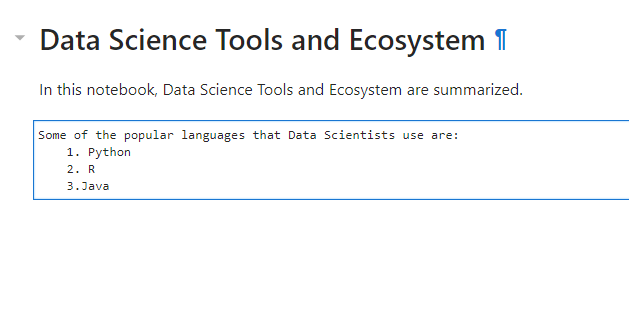 Data Science Tools and Ecosystem ¶
In this notebook, Data Science Tools and Ecosystem are summarized.
Some of the popular languages that Data Scientists use are:
1. Python
2. R
3.Java